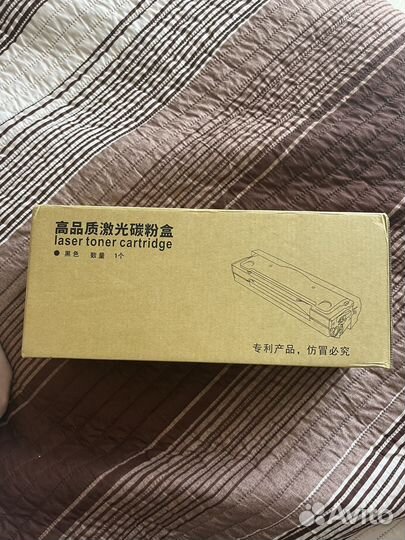 高品质激光碳粉盒
laser toner cartridge
● 黑色 数量 1个
专利产品，仿冒必究
Avito